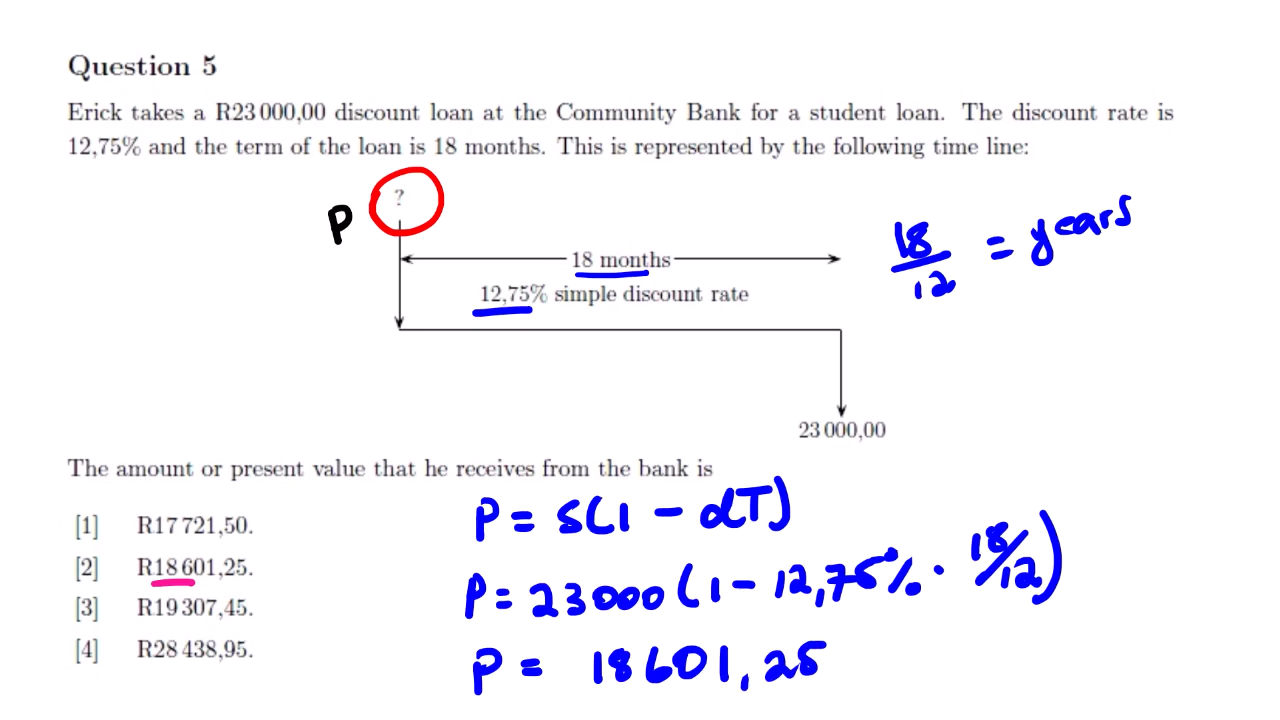 Question 5
Erick takes a R23 000,00 discount loan at the Community Bank for a student loan. The discount rate is
12,75% and the term of the loan is 18 months. This is represented by the following time line:
?
P
18/12 = years
18 months
12,75% simple discount rate
23 000,00
The amount or present value that he receives from the bank is
[1] R17 721,50.
[2] R18 601,25.
[3] R19 307,45.
[4] R28 438,95.
P = S(1 - dT)
P = 23000 (1 - 12,75% · 18/12)
P = 18601,25